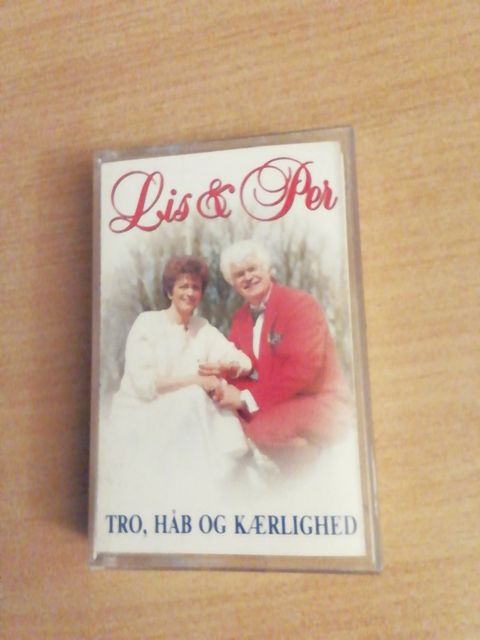 Lis & Per
TRO, HÅB OG KÆRLIGHED